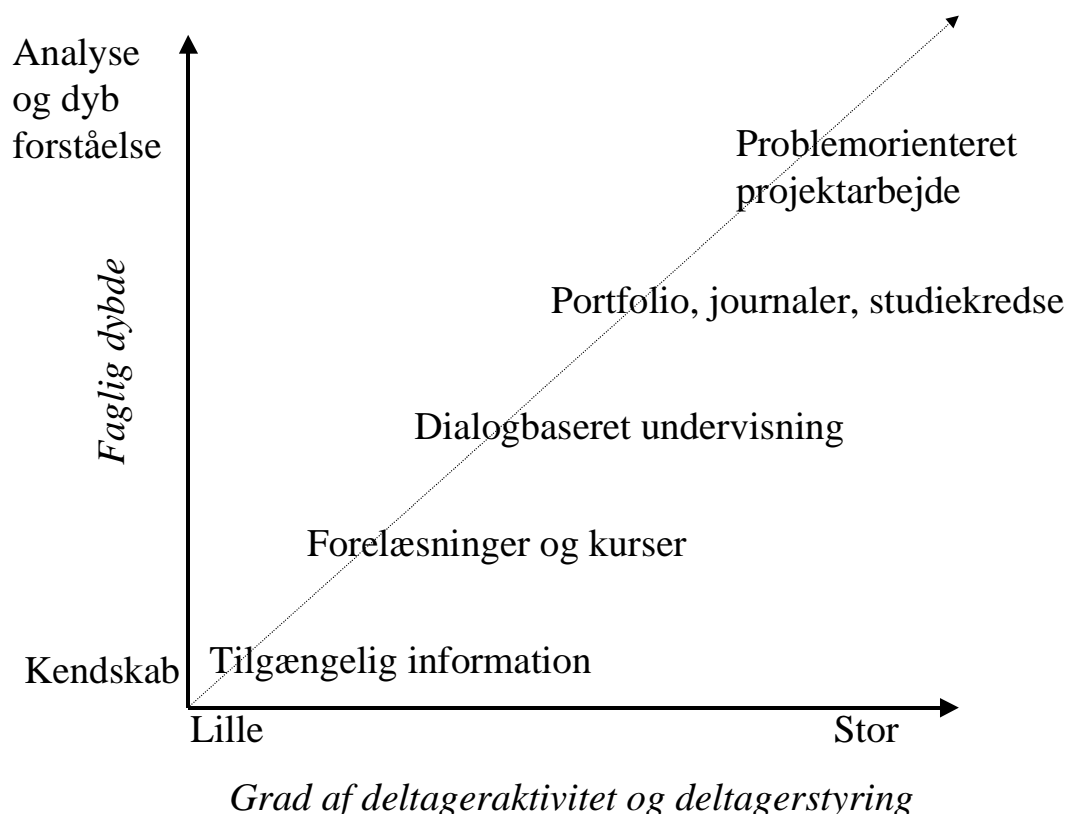 Analyse
og dyb
forståelse
Problemorienteret
projektarbejde
Faglig dybde
Portfolio, journaler, studiekredse
Dialogbaseret undervisning
Forelæsninger og kurser
Kendskab
Tilgængelig information
Lille
Stor
Grad af deltageraktivitet og deltagerstyring